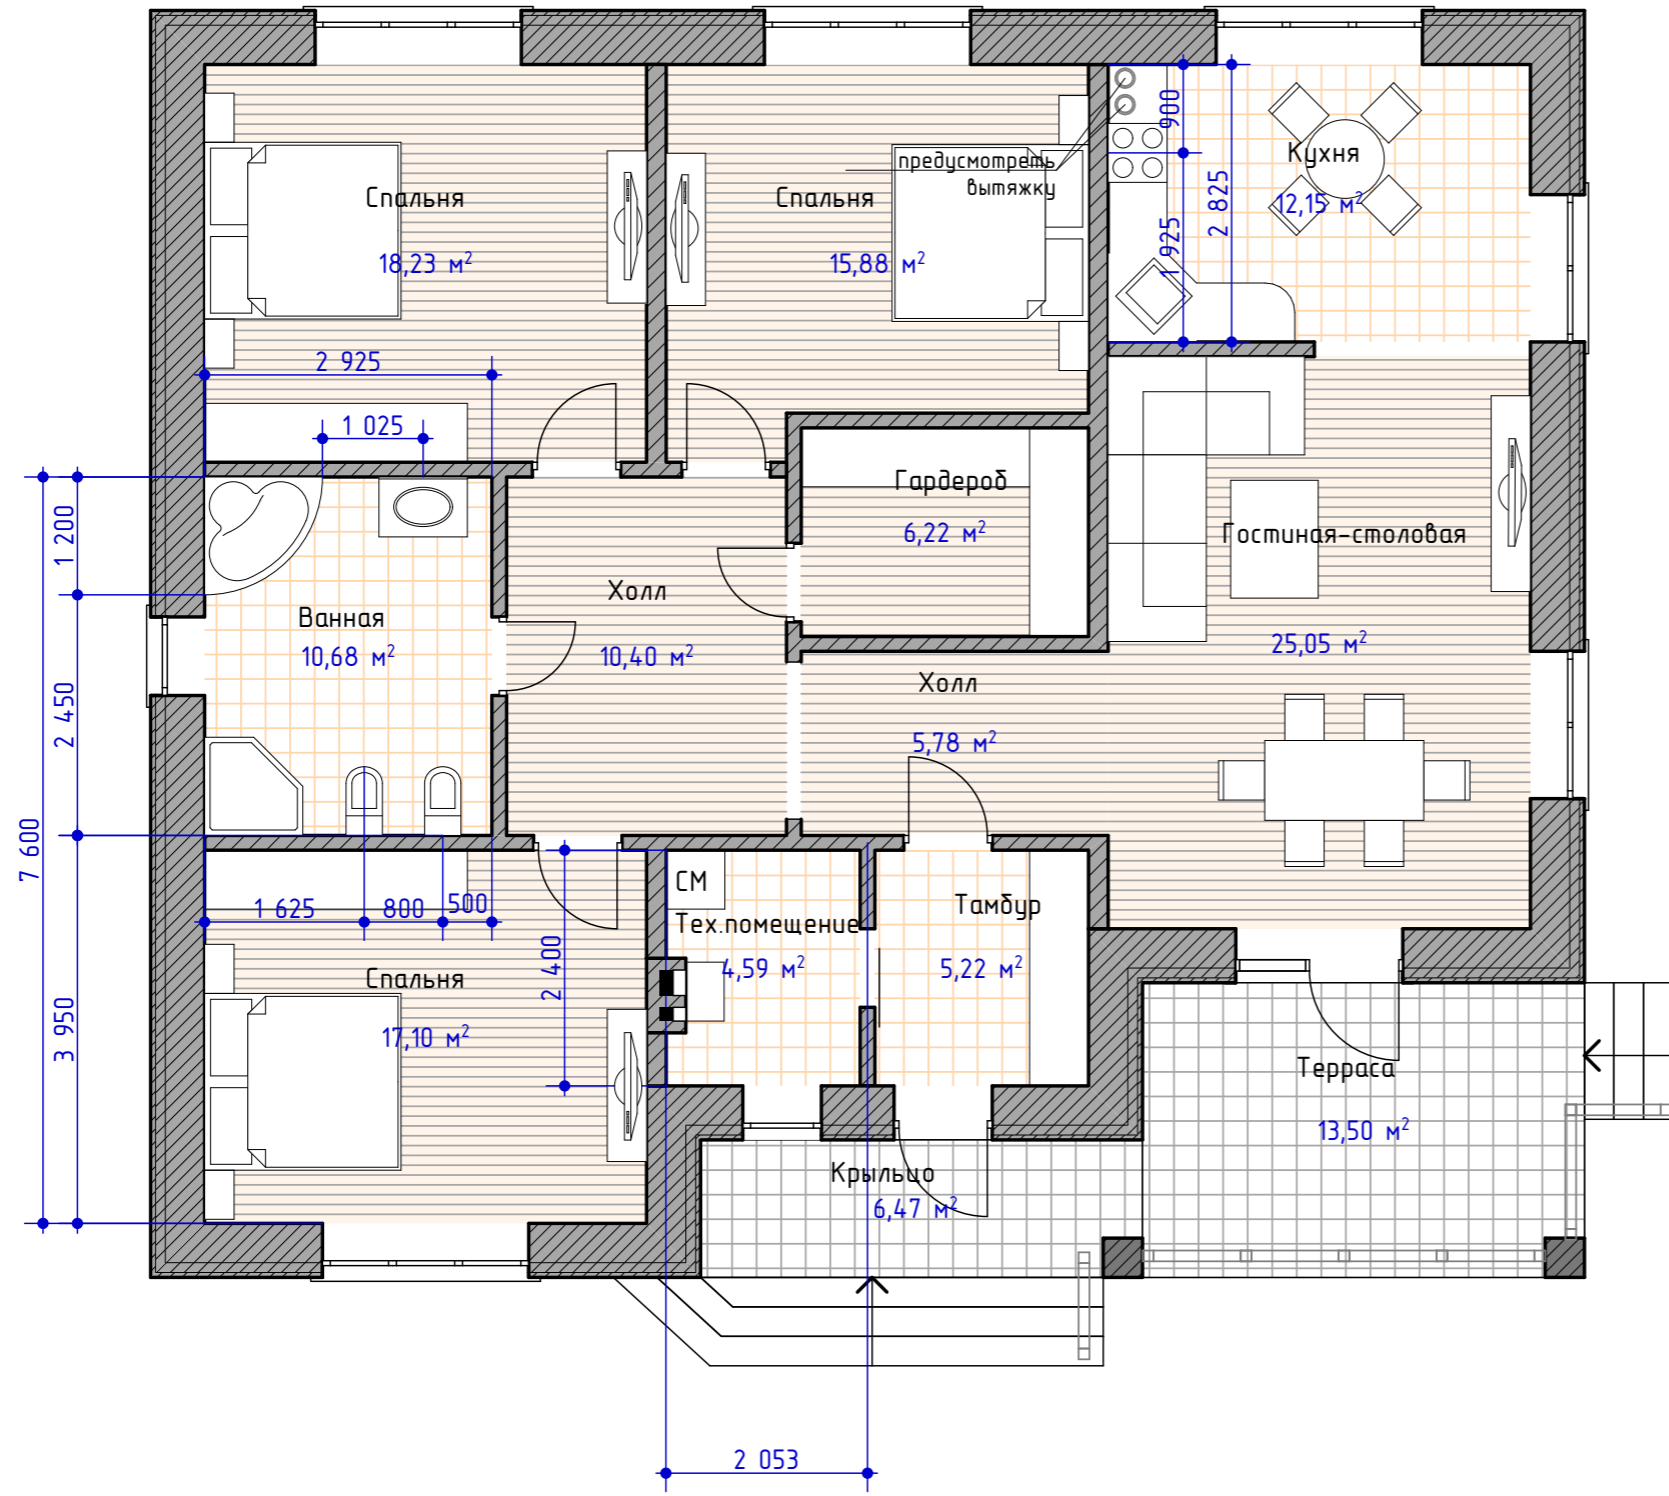 Спальня
18,23 м²
Спальня
15,88 м²
предусмотреть
вытяжку
900
1 925
2 825
Кухня
12,15 м²
2 925
1 025
Гардероб
6,22 м²
Гостиная-столовая
25,05 м²
1 200
2 450
3 950
7 600
Ванная
10,68 м²
Холл
10,40 м²
Холл
5,78 м²
СМ
Тех.помещение
4,59 м²
Тамбур
5,22 м²
1 625
800
500
2 400
Спальня
17,10 м²
Терраса
13,50 м²
Крыльцо
6,47 м²
2 053